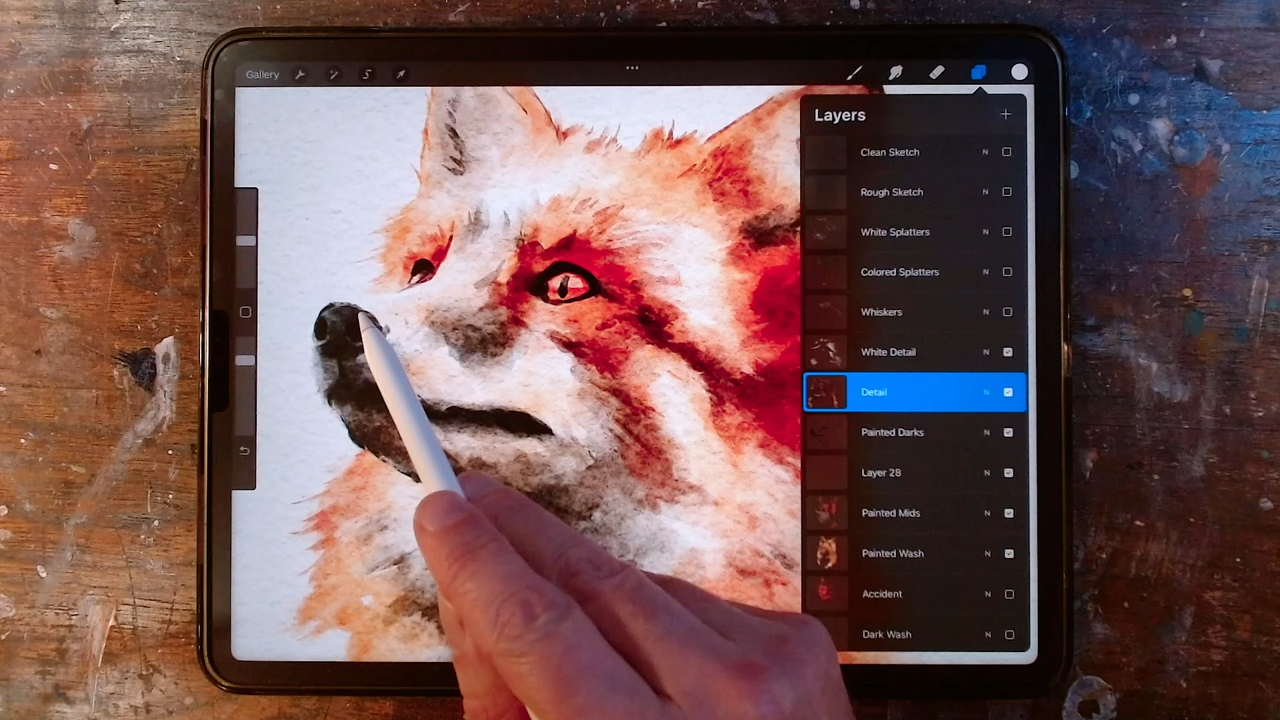 Gallery
Layers
Clean Sketch N
Rough Sketch N
White Splatters N
Colored Splatters N
Whiskers N
White Detail N
Detail N
Painted Darks N
Layer 28 N
Painted Mids N
Painted Wash N
Accident N
Dark Wash N